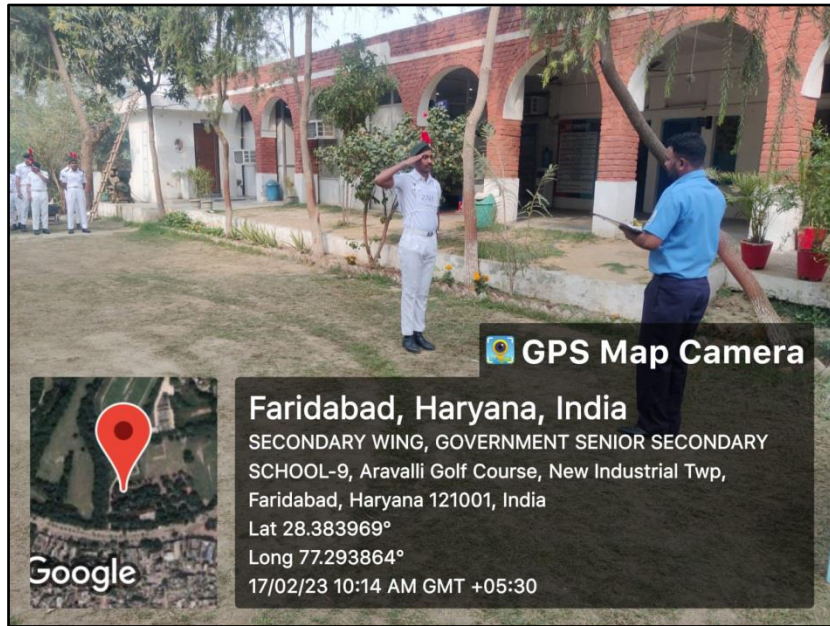 GPS Map Camera
Faridabad, Haryana, India
SECONDARY WING, GOVERNMENT SENIOR SECONDARY
SCHOOL-9, Aravalli Golf Course, New Industrial Twp,
Faridabad, Haryana 121001, India
Lat 28.383969°
Long 77.293864°
17/02/23 10:14 AM GMT +05:30
Google